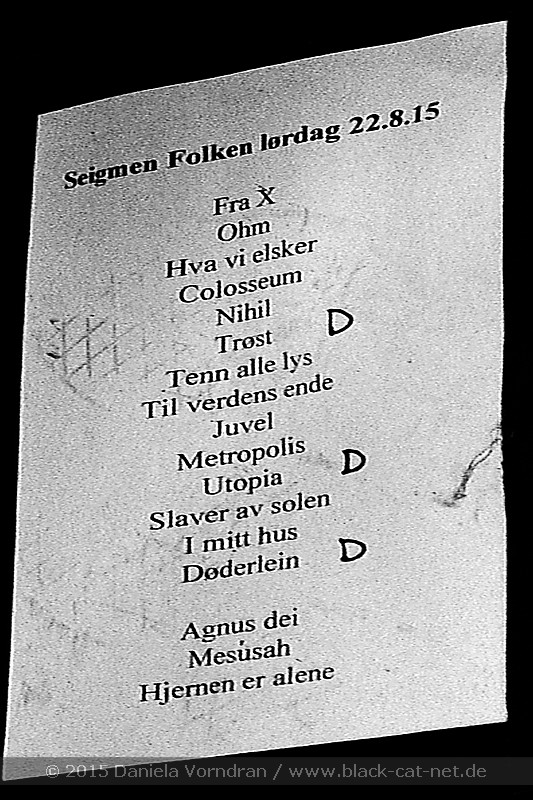 Seigmen Folken lørdag 22.8.15
Fra X
Ohm
Hva vi elsker
Colosseum
Nihil
Trøst D
Tenn alle lys
Til verdens ende
Juvel
Metropolis
Utopia D
Slaver av solen
I mitt hus
Døderlein D
Agnus dei
Mesusah
Hjernen er alene
© 2015 Daniela Vorndran / www.black-cat-net.de